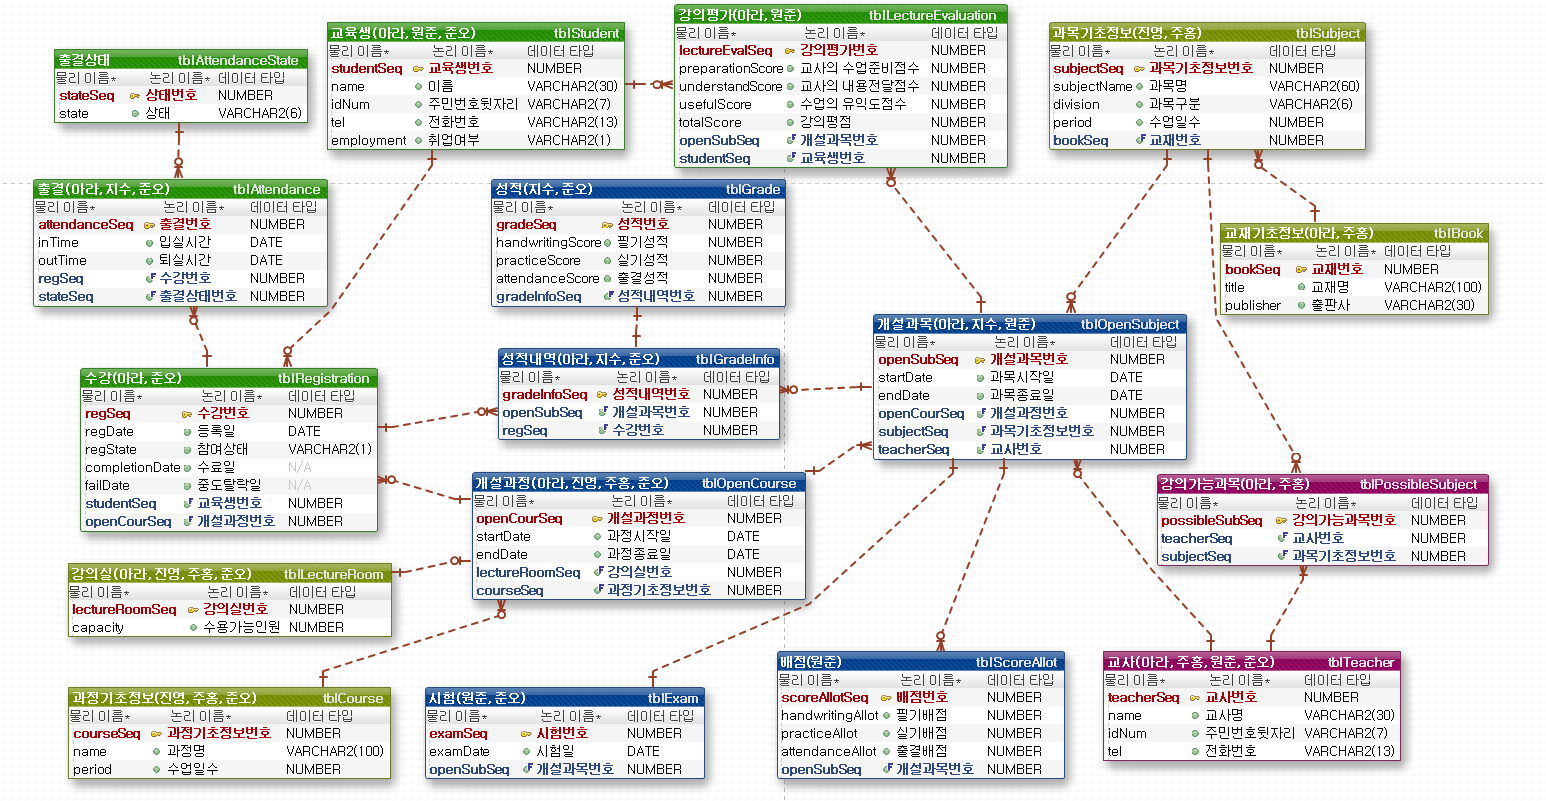 출결상태 tblAttendanceState
물리 이름* 논리 이름* 데이터 타입
stateSeq 상태번호 NUMBER
state 상태 VARCHAR2(6)
교육생(아라, 원준, 준오) tblStudent
물리 이름* 논리 이름* 데이터 타입
studentSeq 교육생번호 NUMBER
name 이름 VARCHAR2(30)
idNum 주민번호뒷자리 VARCHAR2(7)
tel 전화번호 VARCHAR2(13)
employment 취업여부 VARCHAR2(1)
강의평가(아라, 원준) tblLectureEvaluation
물리 이름* 논리 이름* 데이터 타입
lectureEvalSeq 강의평가번호 NUMBER
preparationScore 교사의 수업준비점수 NUMBER
understandScore 교사의 내용전달점수 NUMBER
usefulScore 수업의 유익도점수 NUMBER
totalScore 강의평점 NUMBER
openSubSeq 개설과목번호 NUMBER
studentSeq 교육생번호 NUMBER
과목기초정보(진명, 주홍) tblSubject
물리 이름* 논리 이름* 데이터 타입
subjectSeq 과목기초정보번호 NUMBER
subjectName 과목명 VARCHAR2(60)
division 과목구분 VARCHAR2(6)
period 수업일수 NUMBER
bookSeq 교재번호 NUMBER
출결(아라, 지수, 준오) tblAttendance
물리 이름* 논리 이름* 데이터 타입
attendanceSeq 출결번호 NUMBER
inTime 입실시간 DATE
outTime 퇴실시간 DATE
regSeq 수강번호 NUMBER
stateSeq 출결상태번호 NUMBER
성적(지수, 준오) tblGrade
물리 이름* 논리 이름* 데이터 타입
gradeSeq 성적번호 NUMBER
handwritingScore 필기성적 NUMBER
practiceScore 실기성적 NUMBER
attendanceScore 출결성적 NUMBER
gradeInfoSeq 성적내역번호 NUMBER
교재기초정보(아라, 주홍) tblBook
물리 이름* 논리 이름* 데이터 타입
bookSeq 교재번호 NUMBER
title 교재명 VARCHAR2(100)
publisher 출판사 VARCHAR2(30)
개설과목(아라, 지수, 원준) tblOpenSubject
물리 이름* 논리 이름* 데이터 타입
openSubSeq 개설과목번호 NUMBER
startDate 과목시작일 DATE
endDate 과목종료일 DATE
openCourSeq 개설과정번호 NUMBER
subjectSeq 과목기초정보번호 NUMBER
teacherSeq 교사번호 NUMBER
성적내역(아라, 지수, 준오) tblGradeInfo
물리 이름* 논리 이름* 데이터 타입
gradeInfoSeq 성적내역번호 NUMBER
openSubSeq 개설과목번호 NUMBER
regSeq 수강번호 NUMBER
수강(아라, 준오) tblRegistration
물리 이름* 논리 이름* 데이터 타입
regSeq 수강번호 NUMBER
regDate 등록일 DATE
regState 참여상태 VARCHAR2(1)
completionDate 수료일 N/A
failDate 중도탈락일 N/A
studentSeq 교육생번호 NUMBER
openCourSeq 개설과정번호 NUMBER
개설과정(아라, 진명, 주홍, 준오) tblOpenCourse
물리 이름* 논리 이름* 데이터 타입
openCourSeq 개설과정번호 NUMBER
startDate 과정시작일 DATE
endDate 과정종료일 DATE
lectureRoomSeq 강의실번호 NUMBER
courseSeq 과정기초정보번호 NUMBER
강의가능과목(아라, 주홍) tblPossibleSubject
물리 이름* 논리 이름* 데이터 타입
possibleSubSeq 강의가능과목번호 NUMBER
teacherSeq 교사번호 NUMBER
subjectSeq 과목기초정보번호 NUMBER
강의실(아라, 진명, 주홍, 준오) tblLectureRoom
물리 이름* 논리 이름* 데이터 타입
lectureRoomSeq 강의실번호 NUMBER
capacity 수용가능인원 NUMBER
과정기초정보(진명, 주홍, 준오) tblCourse
물리 이름* 논리 이름* 데이터 타입
courseSeq 과정기초정보번호 NUMBER
name 과정명 VARCHAR2(100)
period 수업일수 NUMBER
시험(원준, 준오) tblExam
물리 이름* 논리 이름* 데이터 타입
examSeq 시험번호 NUMBER
examDate 시험일 DATE
openSubSeq 개설과목번호 NUMBER
배점(원준) tblScoreAllot
물리 이름* 논리 이름* 데이터 타입
scoreAllotSeq 배점번호 NUMBER
handwritingAllot 필기배점 NUMBER
practiceAllot 실기배점 NUMBER
attendanceAllot 출결배점 NUMBER
openSubSeq 개설과목번호 NUMBER
교사(아라, 주홍, 원준, 준오) tblTeacher
물리 이름* 논리 이름* 데이터 타입
teacherSeq 교사번호 NUMBER
name 교사명 VARCHAR2(30)
idNum 주민번호뒷자리 VARCHAR2(7)
tel 전화번호 VARCHAR2(13)